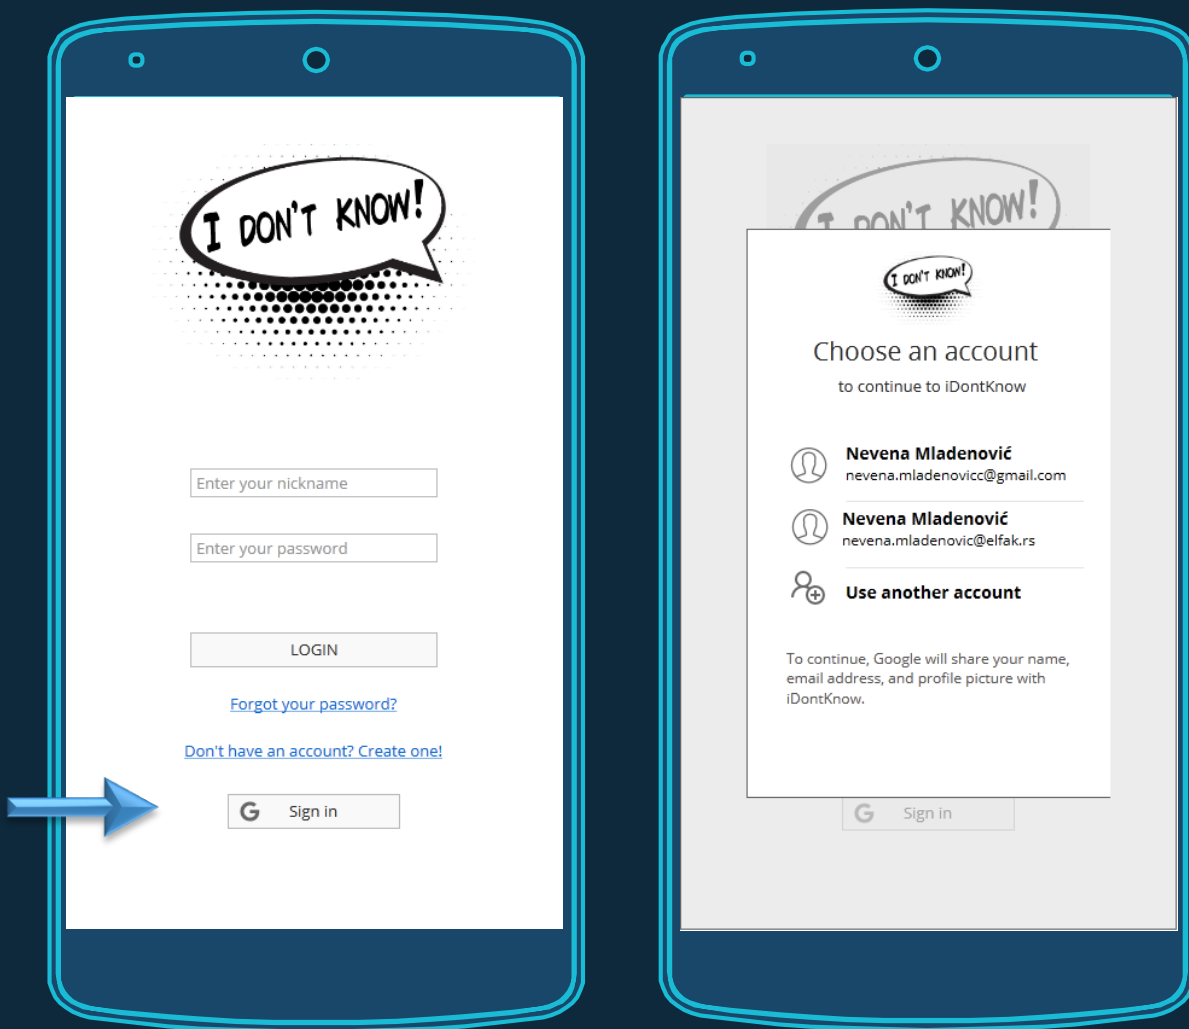 I DON'T KNOW!
Enter your nickname
Enter your password
LOGIN
Forgot your password?
Don't have an account? Create one!
G Sign in
I DON'T KNOW!
I DON'T KNOW!
Choose an account
to continue to iDontKnow
Nevena Mladenović
nevena.mladenovicc@gmail.com
Nevena Mladenović
nevena.mladenovic@elfak.rs
Use another account
To continue, Google will share your name,
email address, and profile picture with
iDontKnow.
G Sign in